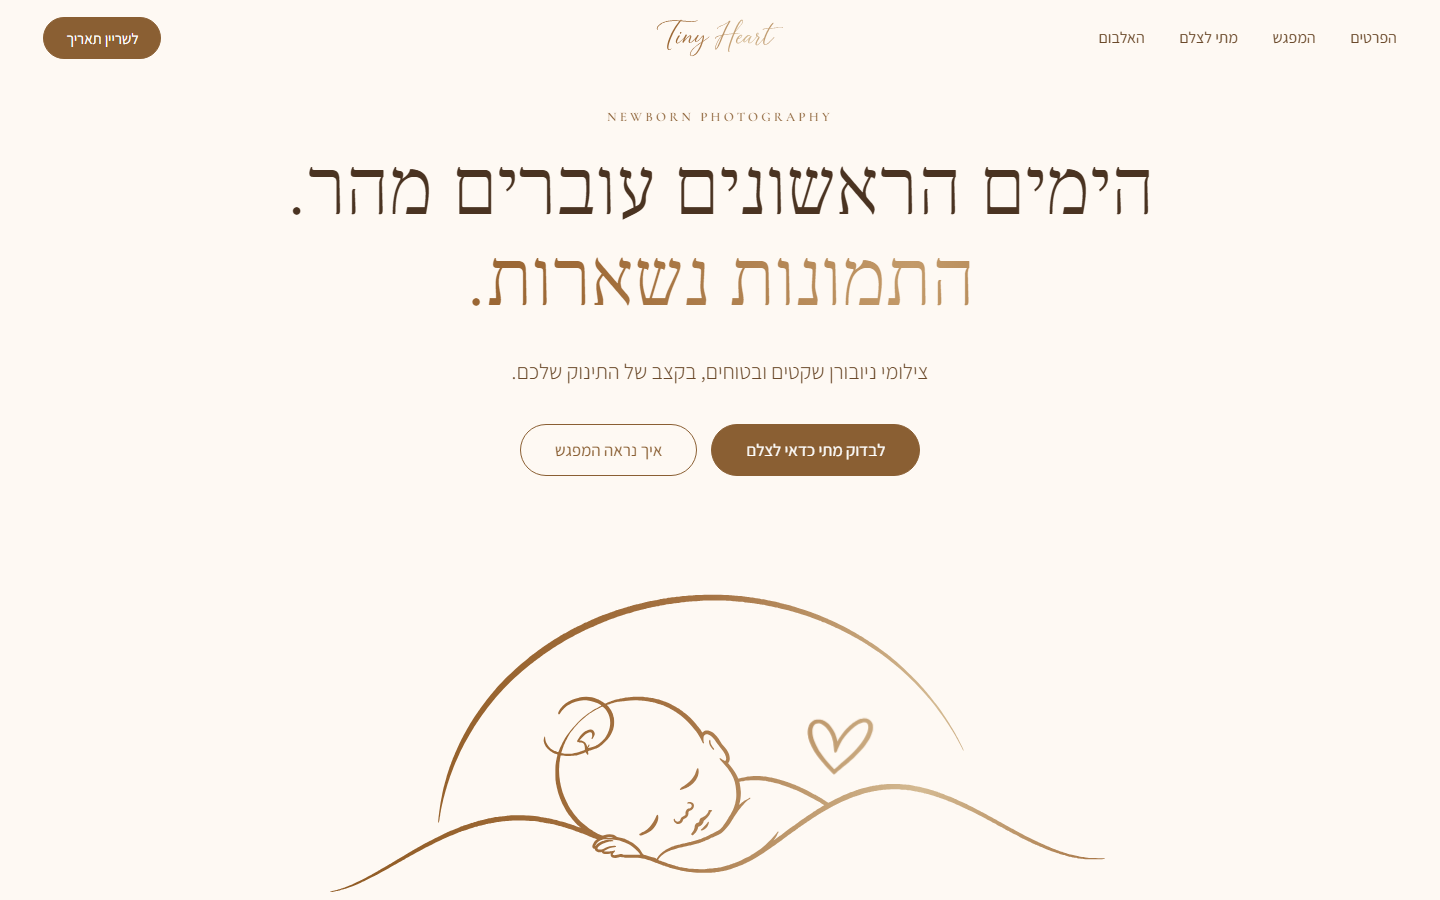 הפרטים
המפגש
מתי לצלם
האלבום
Tiny Heart
לשריין תאריך
NEWBORN PHOTOGRAPHY
הימים הראשונים עוברים מהר.
התמונות נשארות.
צילומי ניובורן שקטים ובטוחים, בקצב של התינוק שלכם.
לבדוק מתי כדאי לצלם
איך נראה המפגש